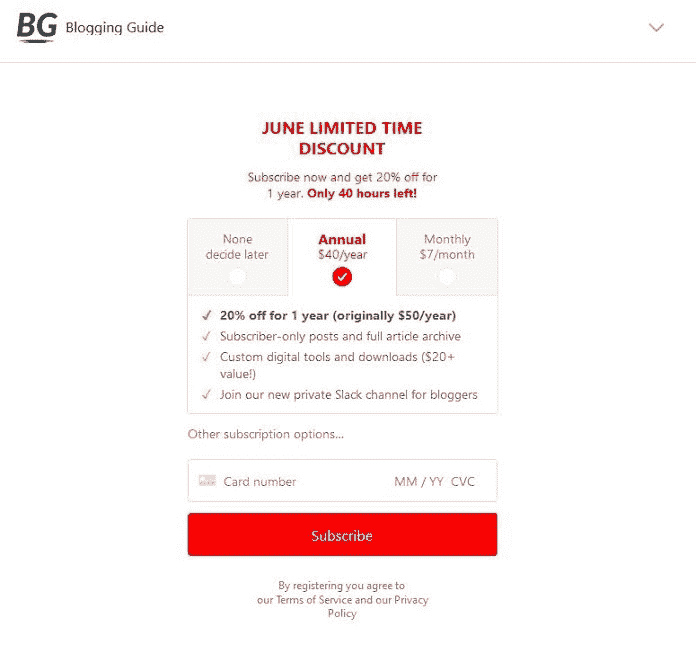 BG Blogging Guide
JUNE LIMITED TIME
DISCOUNT
Subscribe now and get 20% off for
1 year. Only 40 hours left!
None
decide later
Annual
$40/year
Monthly
$7/month
20% off for 1 year (originally $50/year)
Subscriber-only posts and full article archive
Custom digital tools and downloads ($20+
value!)
Join our new private Slack channel for bloggers
Other subscription options...
Card number MM / YY CVC
Subscribe
By registering you agree to
our Terms of Service and our Privacy
Policy